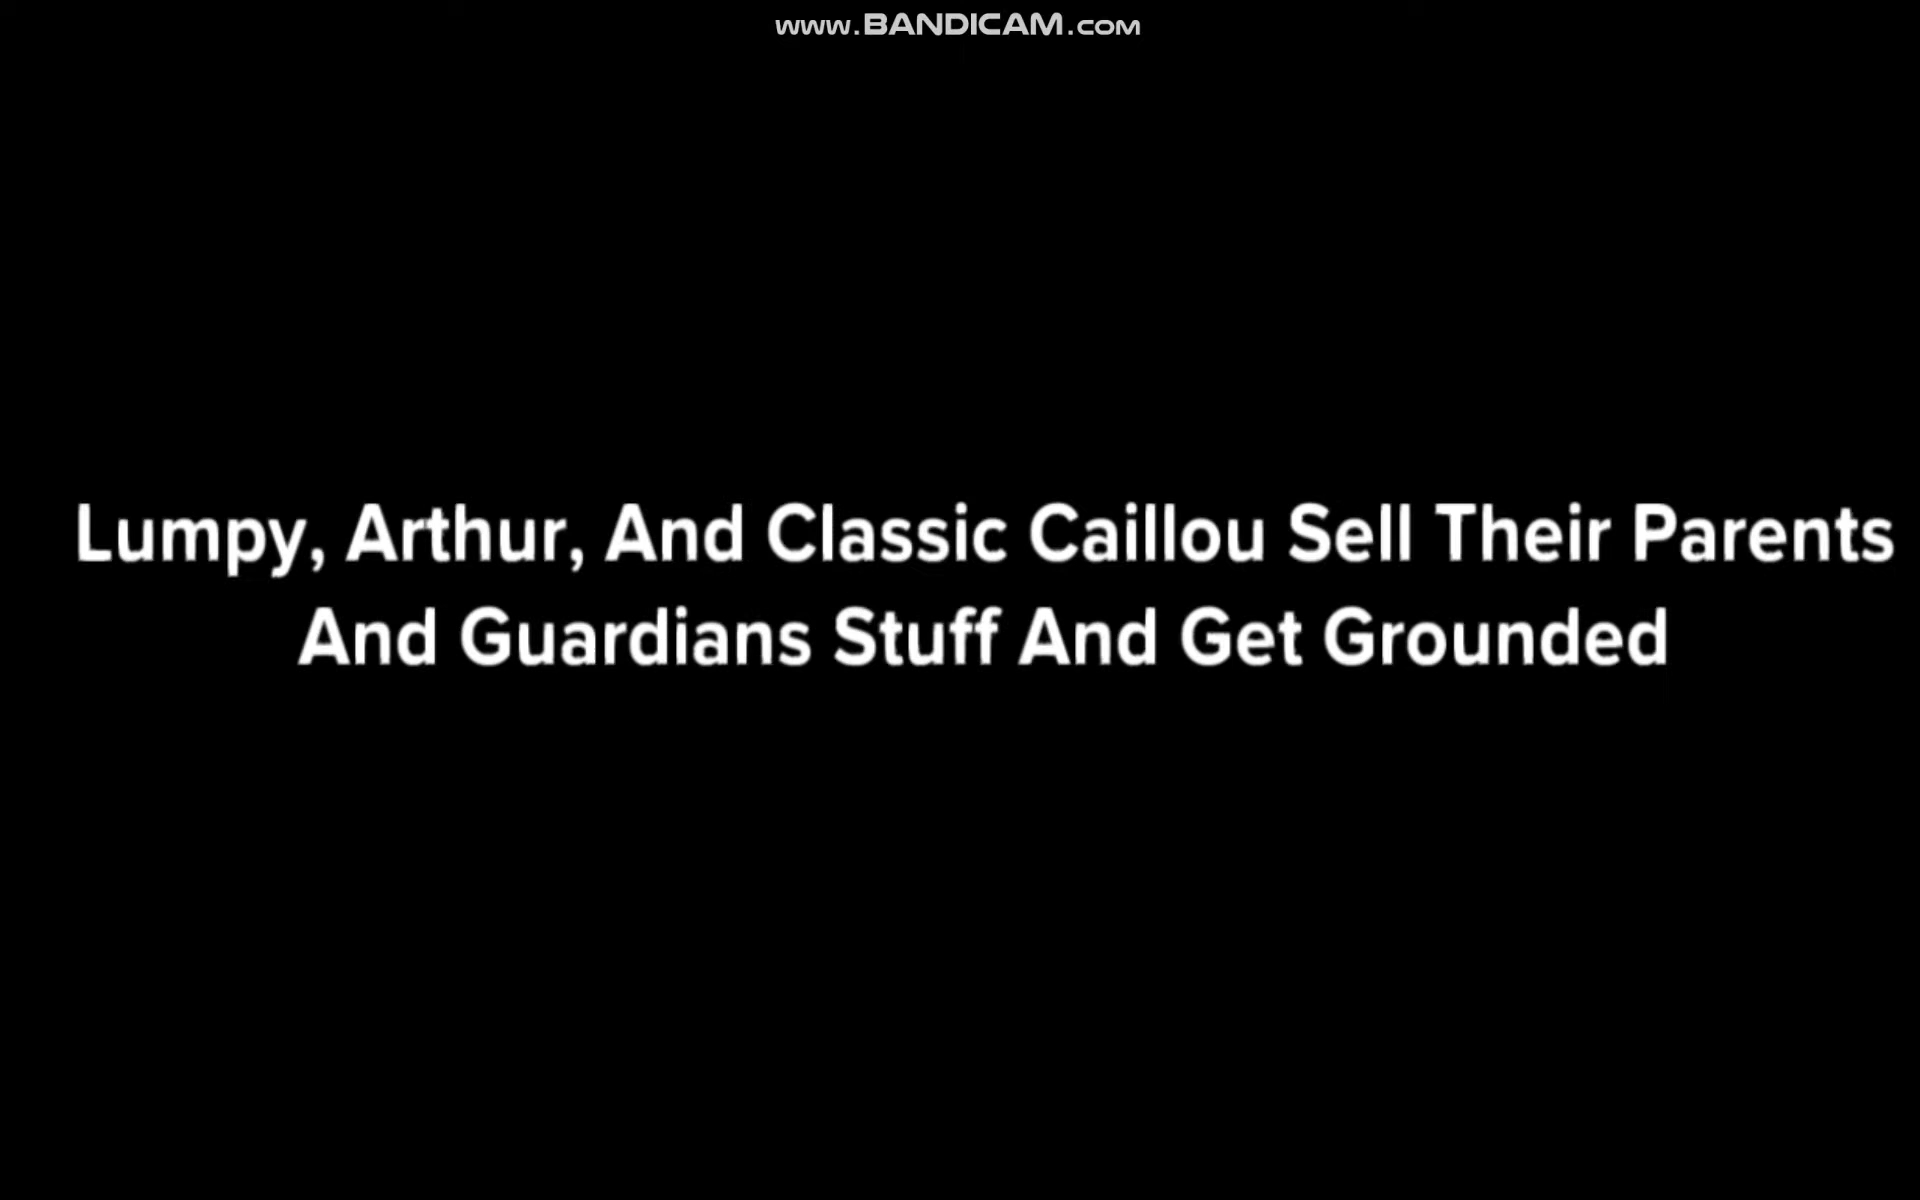 www.BANDICAM.com
Lumpy, Arthur, And Classic Caillou Sell Their Parents
And Guardians Stuff And Get Grounded